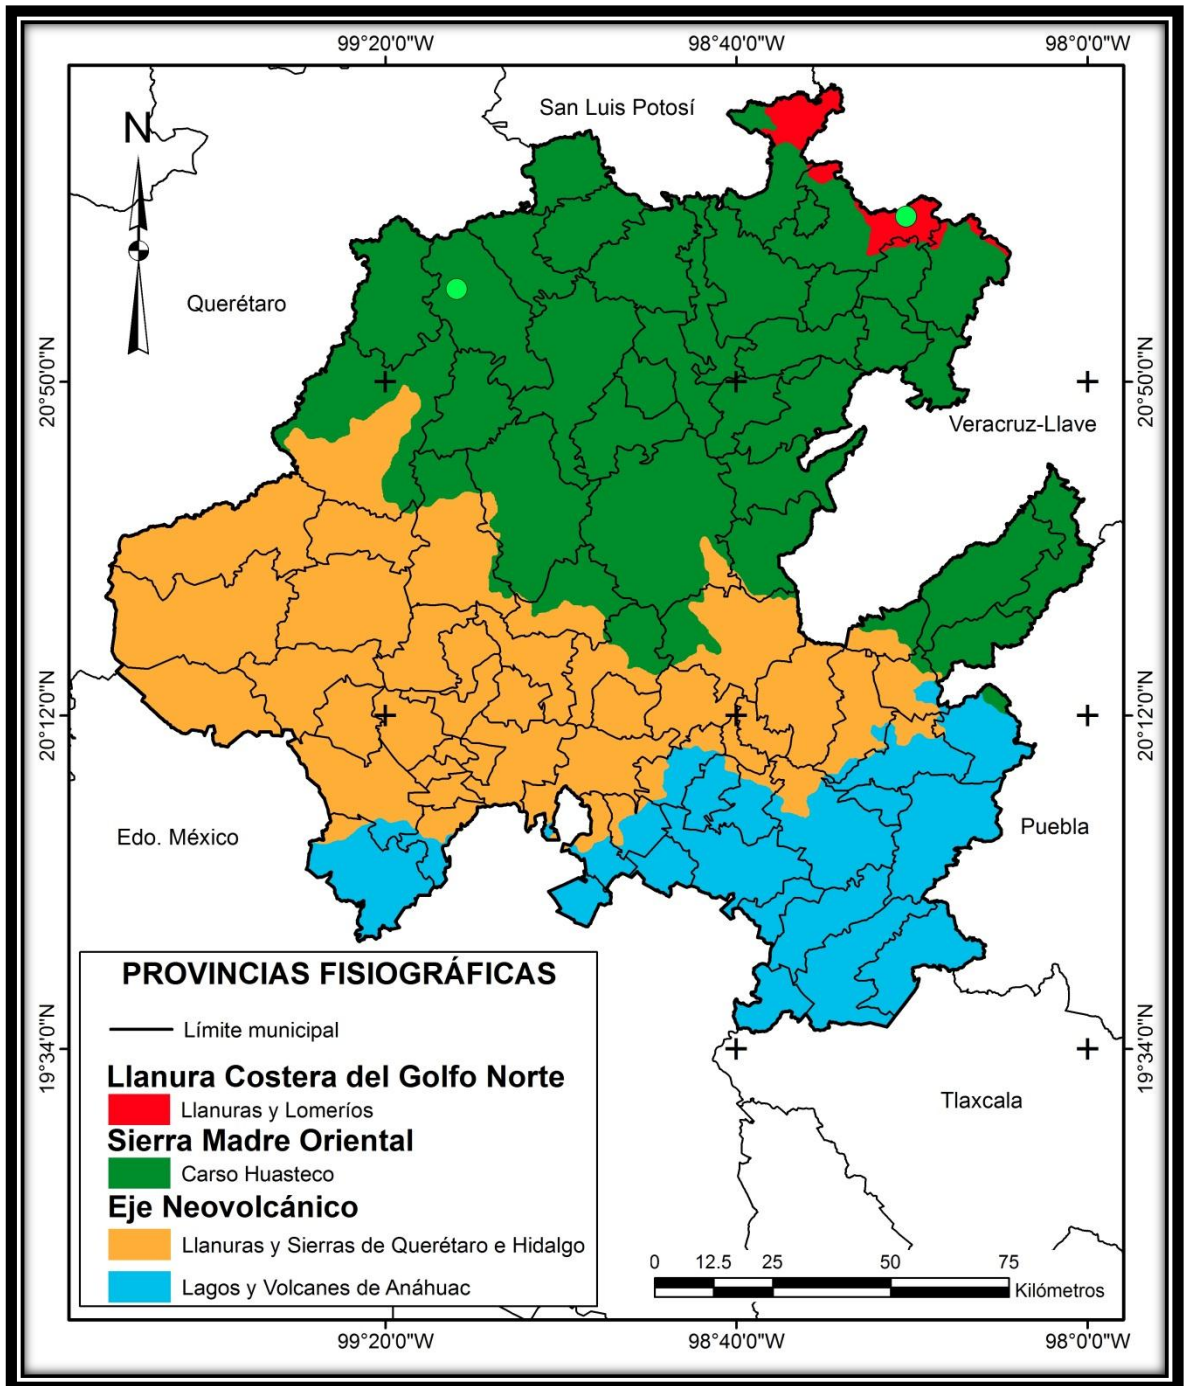 99°20'0"W 98°40'0"W 98°0'0"W
San Luis Potosí
N
Querétaro
20°50'0"N 20°50'0"N
Veracruz-Llave
20°12'0"N 20°12'0"N
Edo. México
Puebla
PROVINCIAS FISIOGRÁFICAS
Límite municipal
Llanura Costera del Golfo Norte
Llanuras y Lomeríos
Sierra Madre Oriental
Carso Huasteco
Eje Neovolcánico
Llanuras y Sierras de Querétaro e Hidalgo
Lagos y Volcanes de Anáhuac
19°34'0"N 19°34'0"N
Tlaxcala
0 12.5 25 50 75
Kilómetros
99°20'0"W 98°40'0"W 98°0'0"W